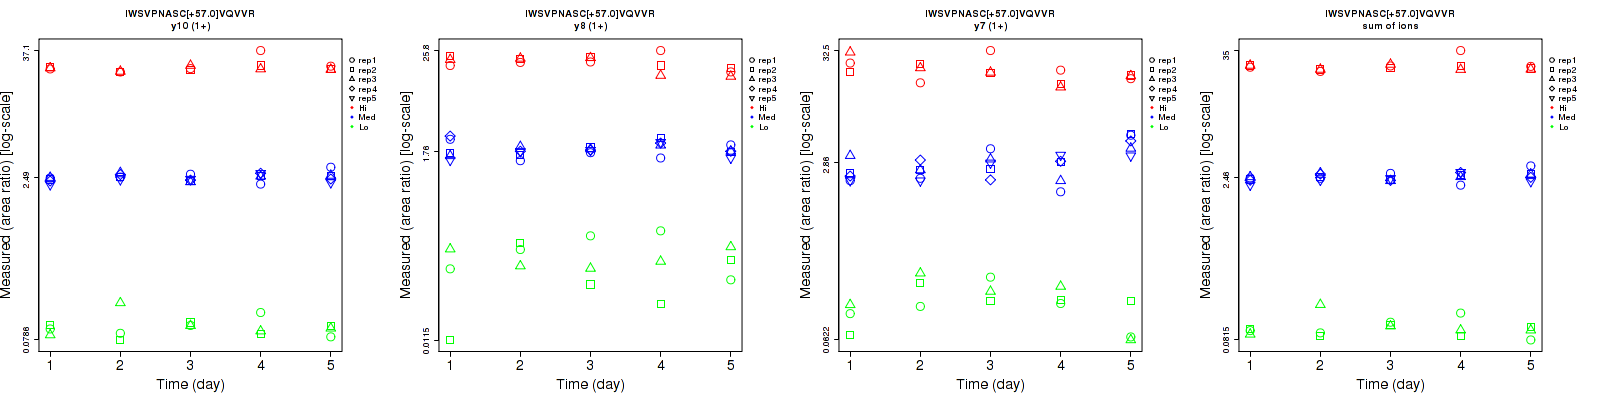 IWSVPNASC[+57.0]VQVVR
y10 (1+)
Measured (area ratio) [log-scale]
37.1
2.49
0.0786
1 2 3 4 5
Time (day)
rep1
rep2
rep3
rep4
rep5
Hi
Med
Lo
IWSVPNASC[+57.0]VQVVR
y8 (1+)
Measured (area ratio) [log-scale]
25.8
1.76
0.0115
1 2 3 4 5
Time (day)
rep1
rep2
rep3
rep4
rep5
Hi
Med
Lo
IWSVPNASC[+57.0]VQVVR
y7 (1+)
Measured (area ratio) [log-scale]
32.5
2.86
0.0622
1 2 3 4 5
Time (day)
rep1
rep2
rep3
rep4
rep5
Hi
Med
Lo
IWSVPNASC[+57.0]VQVVR
sum of ions
Measured (area ratio) [log-scale]
35
2.48
0.0815
1 2 3 4 5
Time (day)
rep1
rep2
rep3
rep4
rep5
Hi
Med
Lo